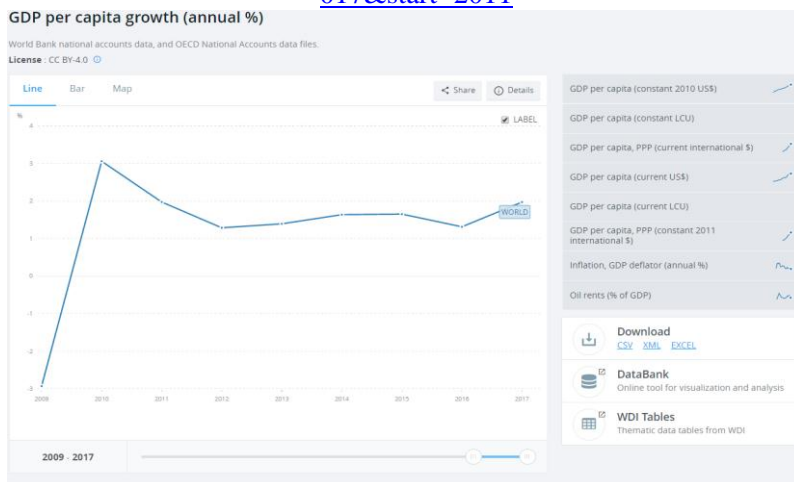 017&start=2011
GDP per capita growth (annual %)
World Bank national accounts data, and OECD National Accounts data files.
License : CC BY-4.0
Line Bar Map Share Details
% LABEL
4
3
2
1
0
-1
-2
-3
WORLD
2009 2010 2011 2012 2013 2014 2015 2016 2017
2009 - 2017
GDP per capita (constant 2010 US$)
GDP per capita (constant LCU)
GDP per capita, PPP (current international $)
GDP per capita (current US$)
GDP per capita (current LCU)
GDP per capita, PPP (constant 2011
international $)
Inflation, GDP deflator (annual %)
Oil rents (% of GDP)
Download
CSV XML EXCEL
DataBank
Online tool for visualization and analysis
WDI Tables
Thematic data tables from WDI